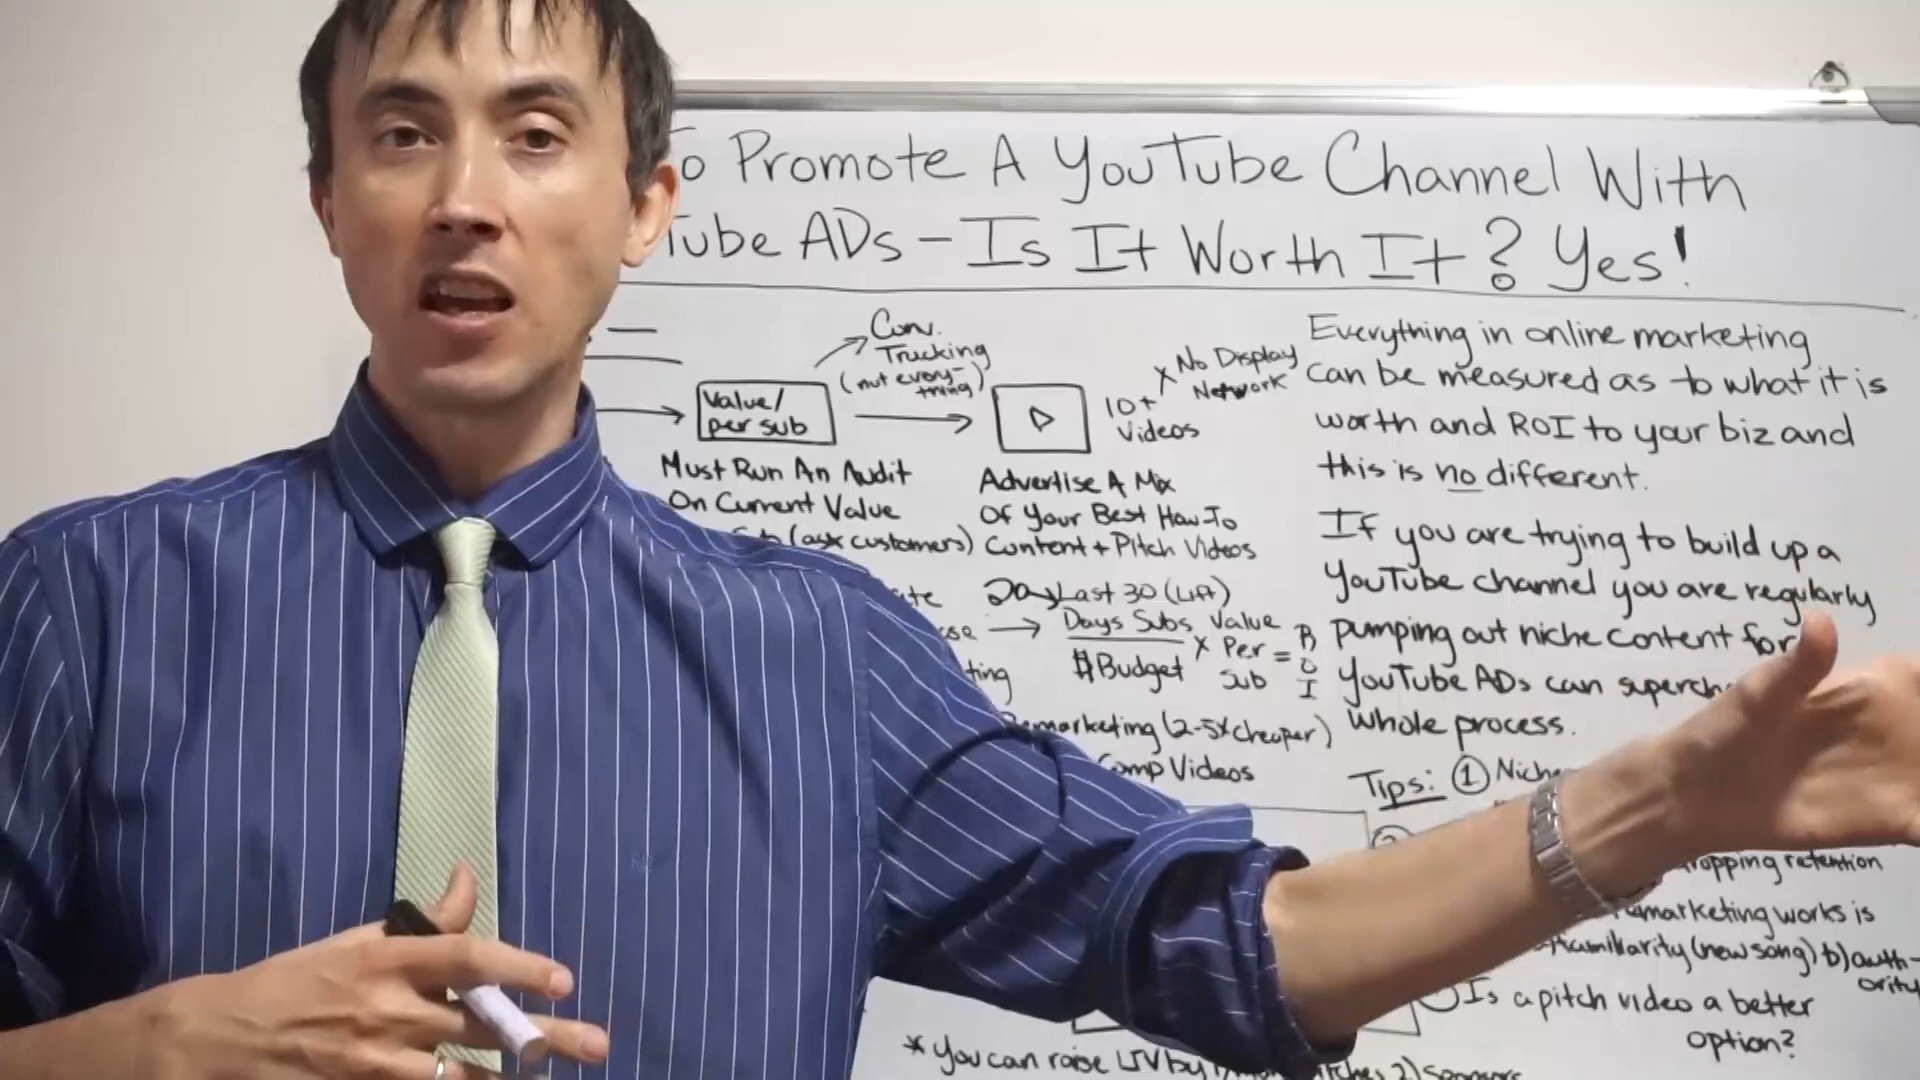 To Promote A YouTube Channel With
Tube ADs - Is It Worth It? Yes!
Conv.
Trucking
(not every-
thing)
Value/
per sub
10+
Videos
x No Display
Network
Must Run An Audit
On Current Value
(ask customers)
Advertise A Mix
Of Your Best How-To
Content + Pitch Videos
Last 30 (Lift)
Days Subs
$Budget
x Value
Per
Sub
= ROI
Remarketing (2-5x cheaper)
Comp Videos
Everything in online marketing
can be measured as to what it is
worth and ROI to your biz and
this is no different.
If you are trying to build up a
YouTube channel you are regularly
pumping out niche content for
YouTube ADs can superch
whole process.
Tips: 1 Niche
dropping retention
remarketing works is
familiarity (new song) b) auth-
ority
Is a pitch video a better
option?
* You can raise LTV by
2) Sponsors